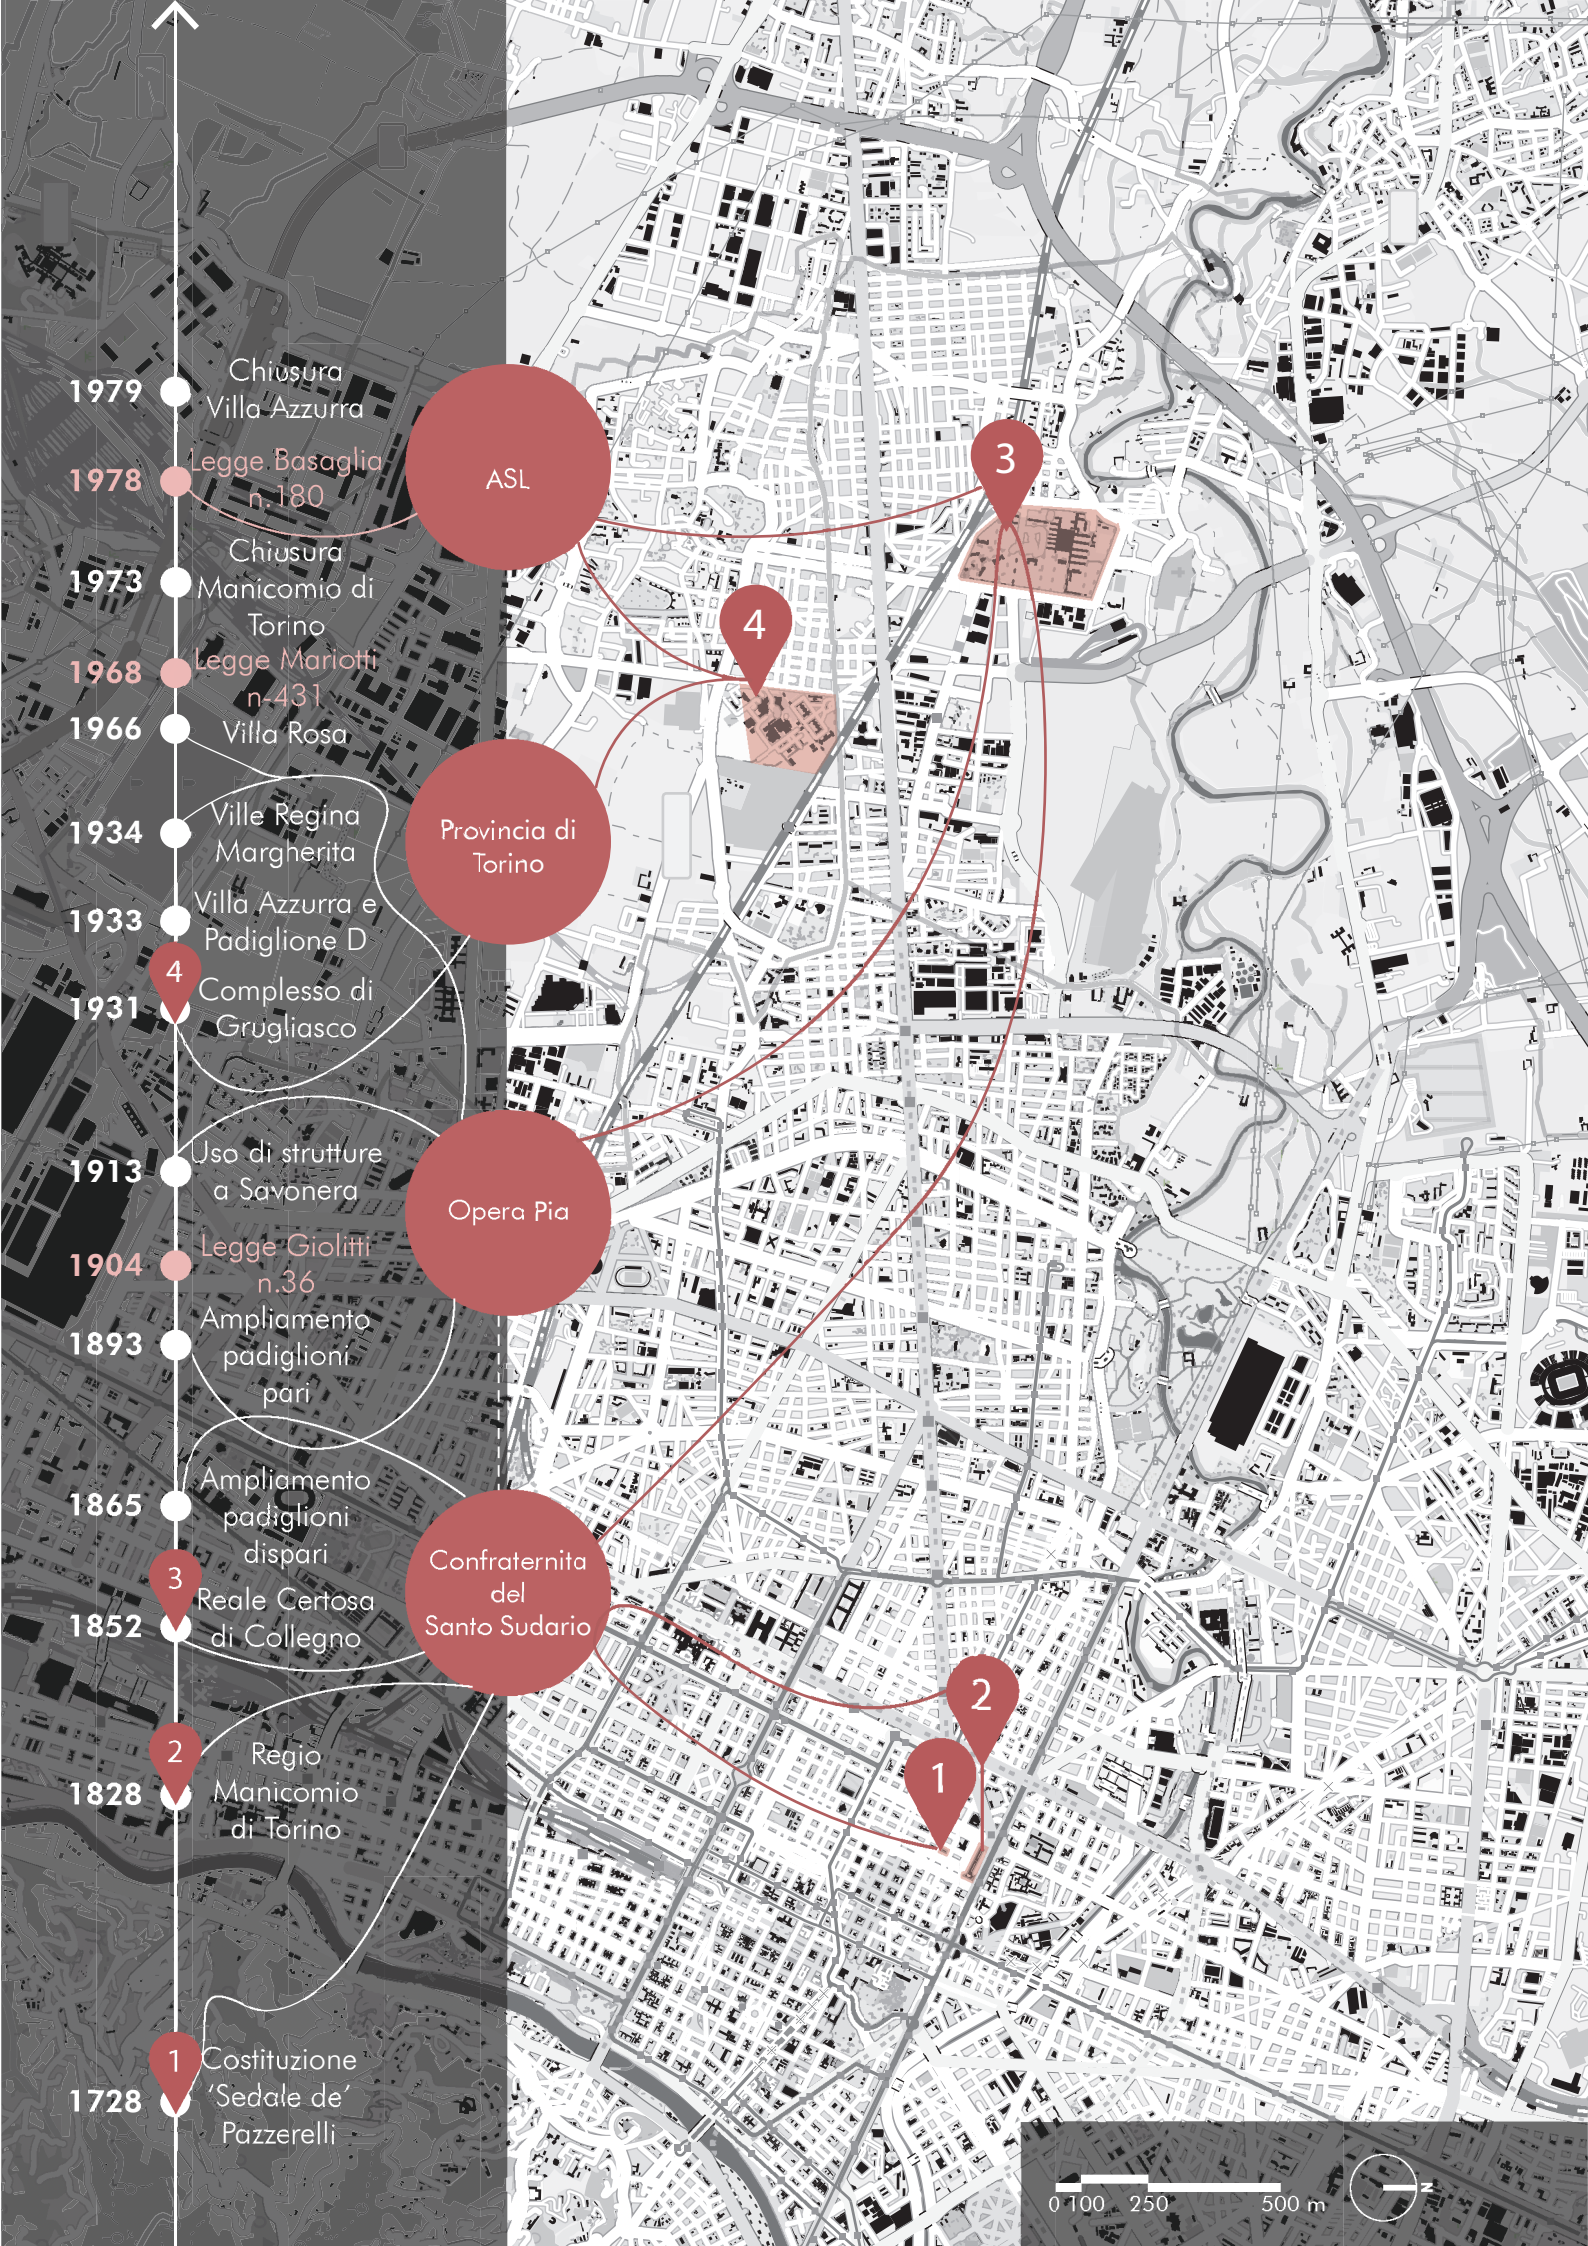 1979
Chiusura
Villa Azzurra
1978
Legge Basaglia
n.180
1973
Chiusura
Manicomio di
Torino
1968
Legge Mariotti
n-431
1966
Villa Rosa
1934
Ville Regina
Margherita
1933
Villa Azzurra e
Padiglione D
4
1931
Complesso di
Grugliasco
1913
Uso di strutture
a Savonera
1904
Legge Giolitti
n.36
1893
Ampliamento
padiglioni
pari
1865
Ampliamento
padiglioni
dispari
3
1852
Reale Certosa
di Collegno
2
1828
Regio
Manicomio
di Torino
1
1728
Costituzione
'Sedale de'
Pazzerelli
ASL
Provincia di
Torino
Opera Pia
Confraternita
del
Santo Sudario
3
4
2
1
0 100 250 500 m
N